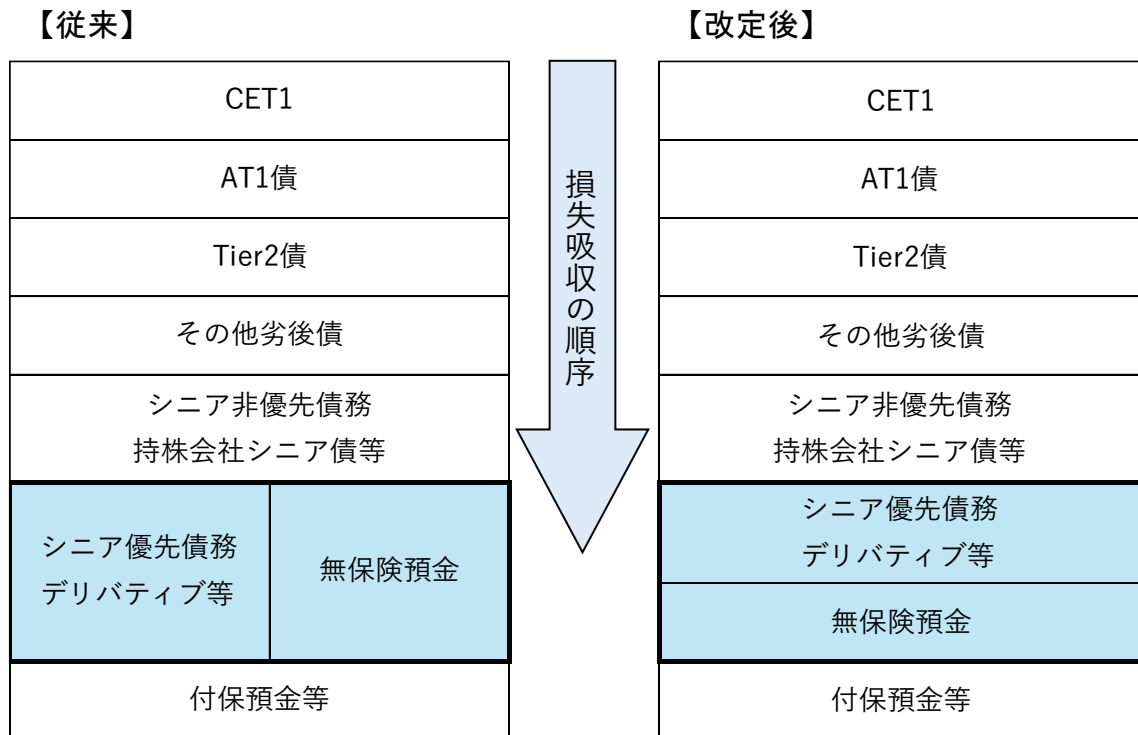 【従来】
CET1
AT1債
Tier2債
その他劣後債
シニア非優先債務
持株会社シニア債等
シニア優先債務
デリバティブ等
無保険預金
付保預金等
損失吸収の順序
【改定後】
CET1
AT1債
Tier2債
その他劣後債
シニア非優先債務
持株会社シニア債等
シニア優先債務
デリバティブ等
無保険預金
付保預金等